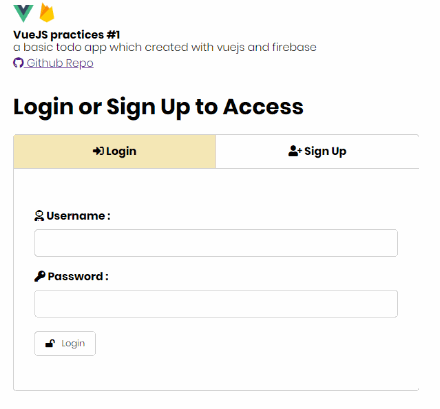 VueJS practices #1
a basic todo app which created with vuejs and firebase
Github Repo
Login or Sign Up to Access
Login
Sign Up
Username :
Password :
Login